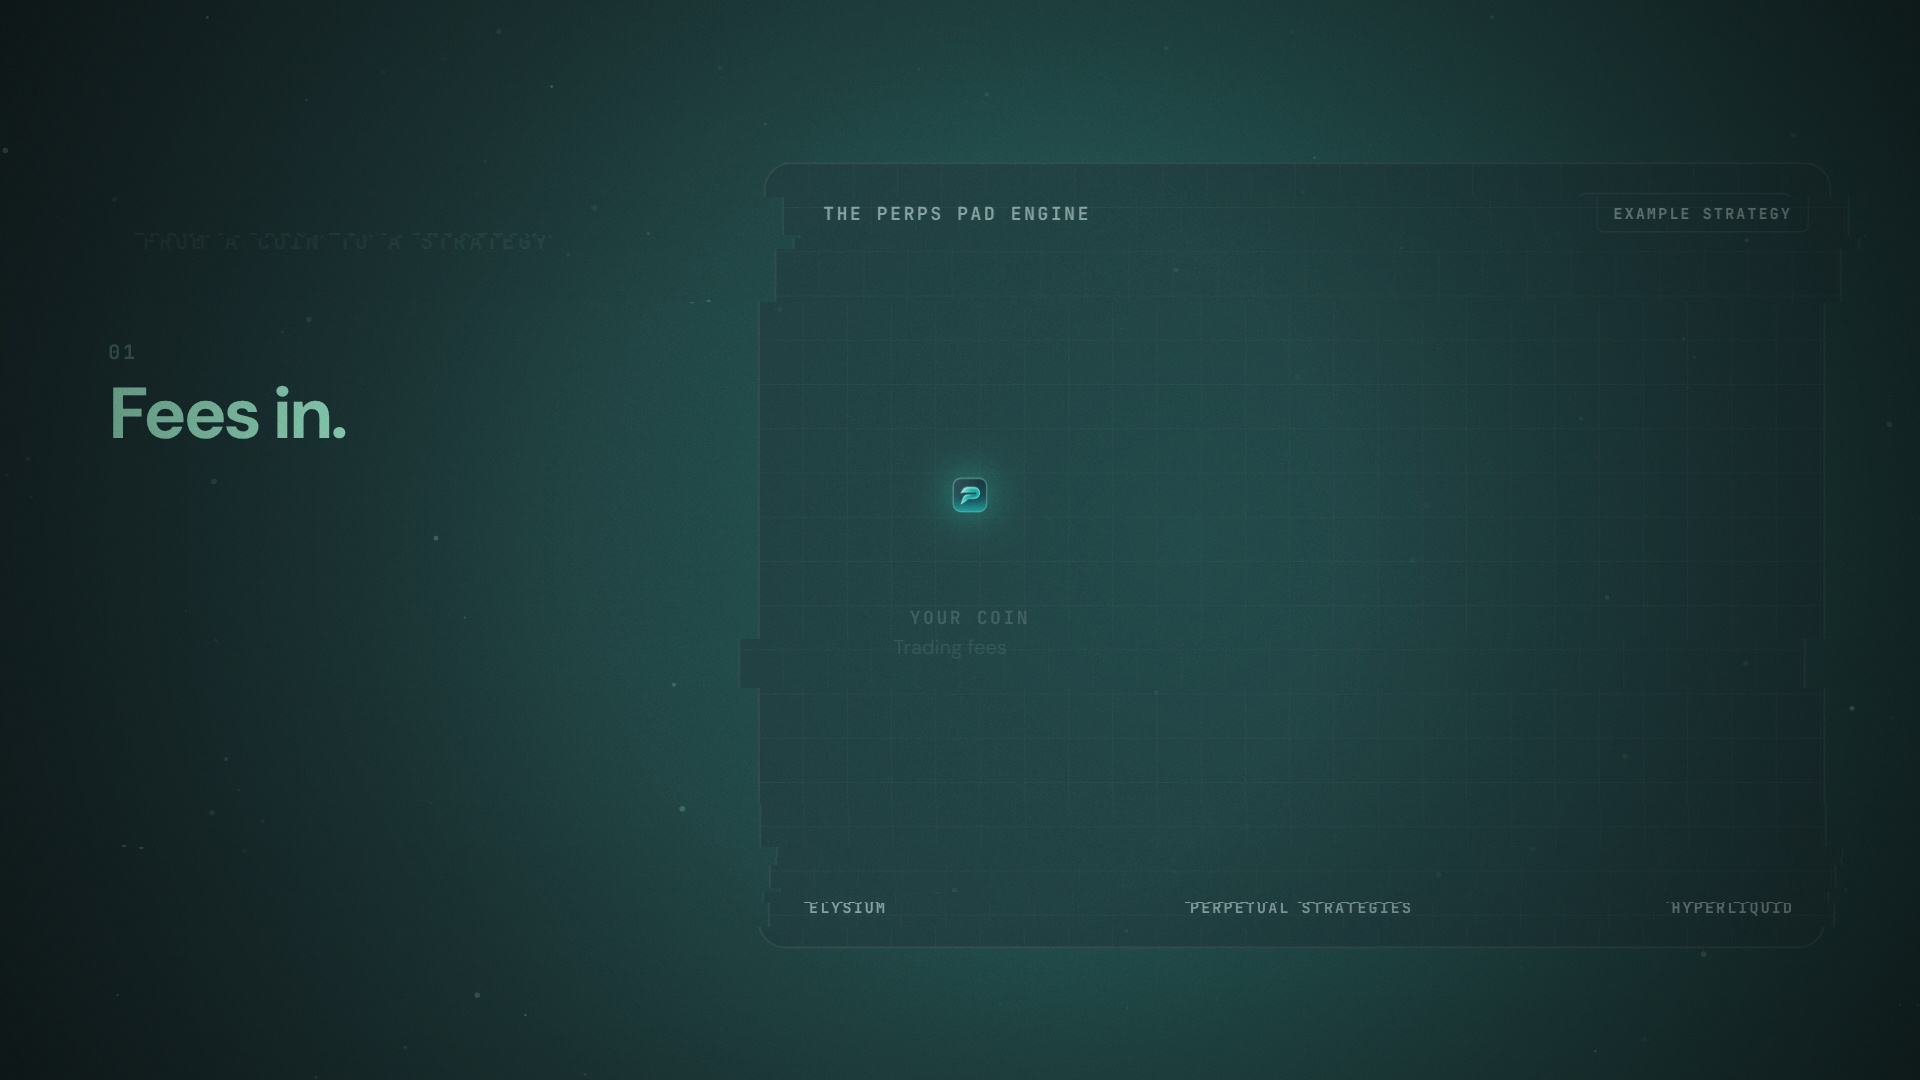 FROM A COIN TO A STRATEGY
01
Fees in.
THE PERPS PAD ENGINE
EXAMPLE STRATEGY
YOUR COIN
Trading fees
ELYSIUM
PERPETUAL STRATEGIES
HYPERLIQUID